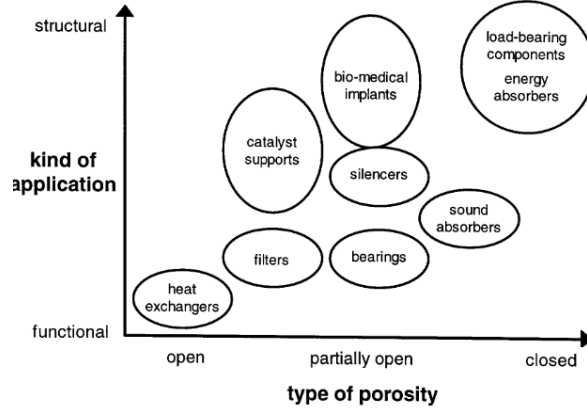 structural
load-bearing
components
energy
absorbers
bio-medical
implants
catalyst
supports
kind of
application
silencers
sound
absorbers
filters
bearings
heat
exchangers
functional
open
partially open
closed
type of porosity